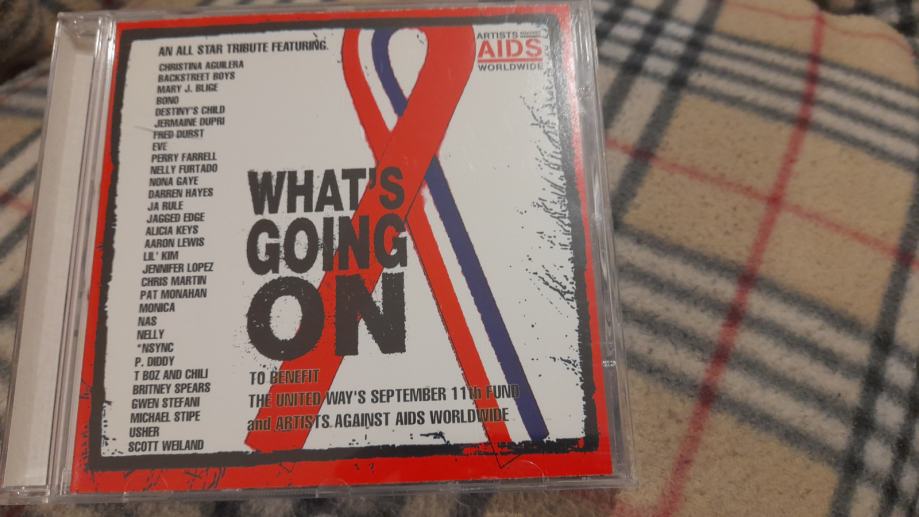 AN ALL STAR TRIBUTE FEATURING:
CHRISTINA AGUILERA
BACKSTREET BOYS
MARY J. BLIGE
BONO
DESTINY'S CHILD
JERMAINE DUPRI
FRED DURST
EVE
PERRY FARRELL
NELLY FURTADO
NONA GAYE
DARREN HAYES
JA RULE
JAGGED EDGE
ALICIA KEYS
AARON LEWIS
LIL' KIM
JENNIFER LOPEZ
CHRIS MARTIN
PAT MONAHAN
MONICA
NAS
NELLY
*NSYNC
P. DIDDY
T BOZ AND CHILI
BRITNEY SPEARS
GWEN STEFANI
MICHAEL STIPE
USHER
SCOTT WEILAND
ARTISTS
AIDS
WORLDWIDE
WHAT'S
GOING
ON
TO BENEFIT
THE UNITED WAY'S SEPTEMBER 11th FUND
and ARTISTS AGAINST AIDS WORLDWIDE